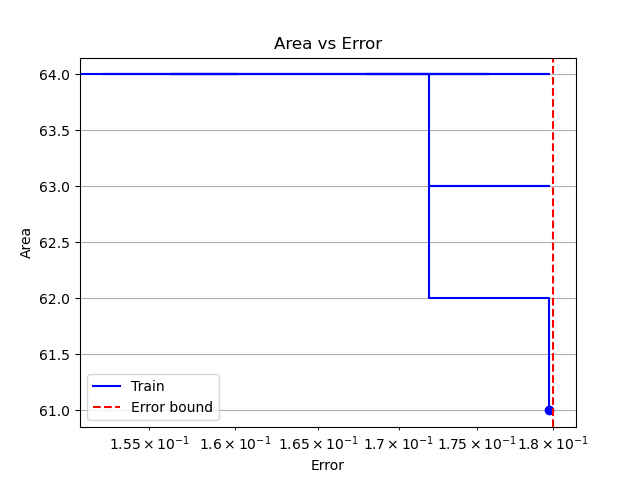 Area vs Error
64.0
63.5
63.0
62.5
62.0
61.5
61.0
Area
Train
Error bound
1.55 × 10⁻¹ 1.6 × 10⁻¹ 1.65 × 10⁻¹ 1.7 × 10⁻¹ 1.75 × 10⁻¹ 1.8 × 10⁻¹
Error